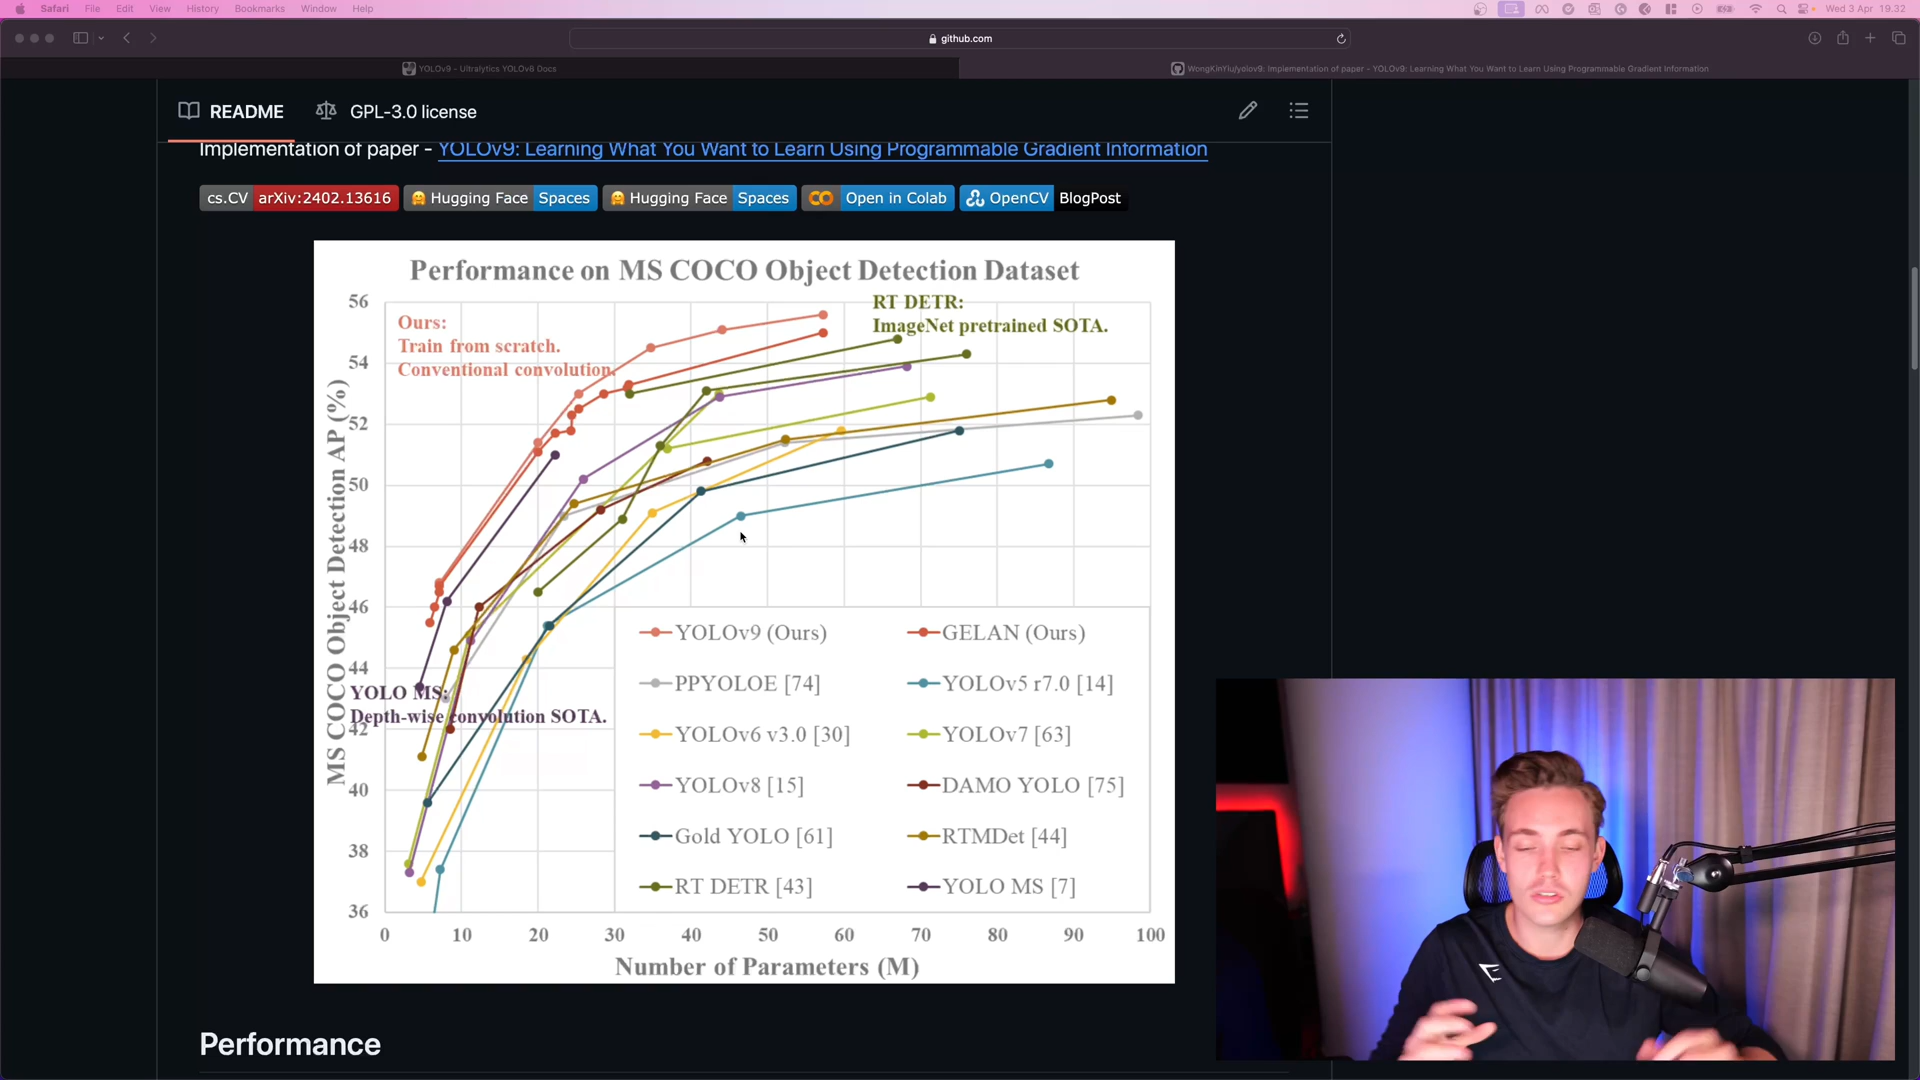 Safari File Edit View History Bookmarks Window Help Wed 3 Apr 19.32
github.com
YOLOv9 - Ultralytics YOLOv8 Docs
WongKinYiu/yolov9: Implementation of paper - YOLOv9: Learning What You Want to Learn Using Programmable Gradient Information
README GPL-3.0 license
Implementation of paper - YOLOv9: Learning What You Want to Learn Using Programmable Gradient Information
cs.CV arXiv:2402.13616 Hugging Face Spaces Hugging Face Spaces Open in Colab OpenCV BlogPost
Performance on MS COCO Object Detection Dataset
MS COCO Object Detection AP (%)
56
54
52
50
48
46
44
42
40
38
36
Ours:
Train from scratch.
Conventional convolution.
RT DETR:
ImageNet pretrained SOTA.
YOLO MS:
Depth-wise convolution SOTA.
YOLOv9 (Ours) GELAN (Ours)
PPYOLOE [74] YOLOv5 r7.0 [14]
YOLOv6 v3.0 [30] YOLOv7 [63]
YOLOv8 [15] DAMO YOLO [75]
Gold YOLO [61] RTMDet [44]
RT DETR [43] YOLO MS [7]
0 10 20 30 40 50 60 70 80 90 100
Number of Parameters (M)
Performance